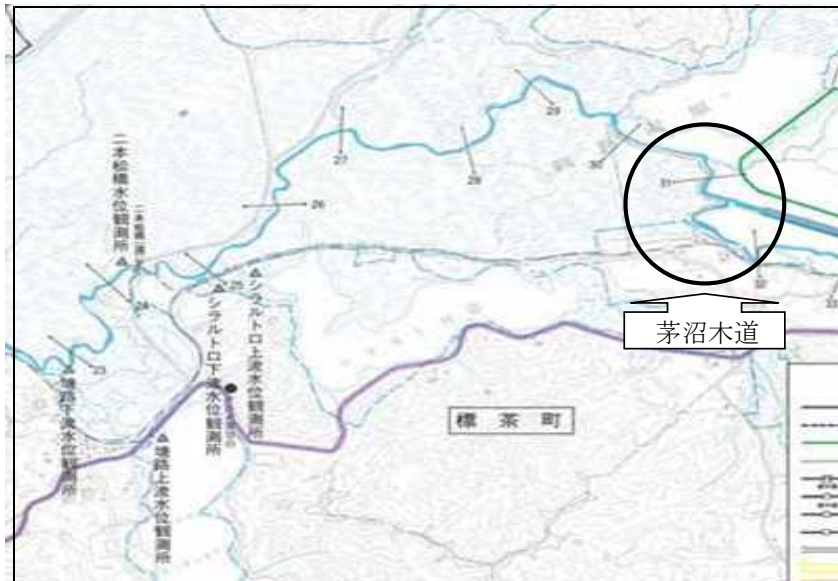 29
27
28
30
31
26
32
二本松橋水位観測所
25
24
シラルトロ上流水位観測所
シラルトロ下流水位観測所
23
塘路下流水位観測所
塘路上流水位観測所
茅沼木道
標茶町